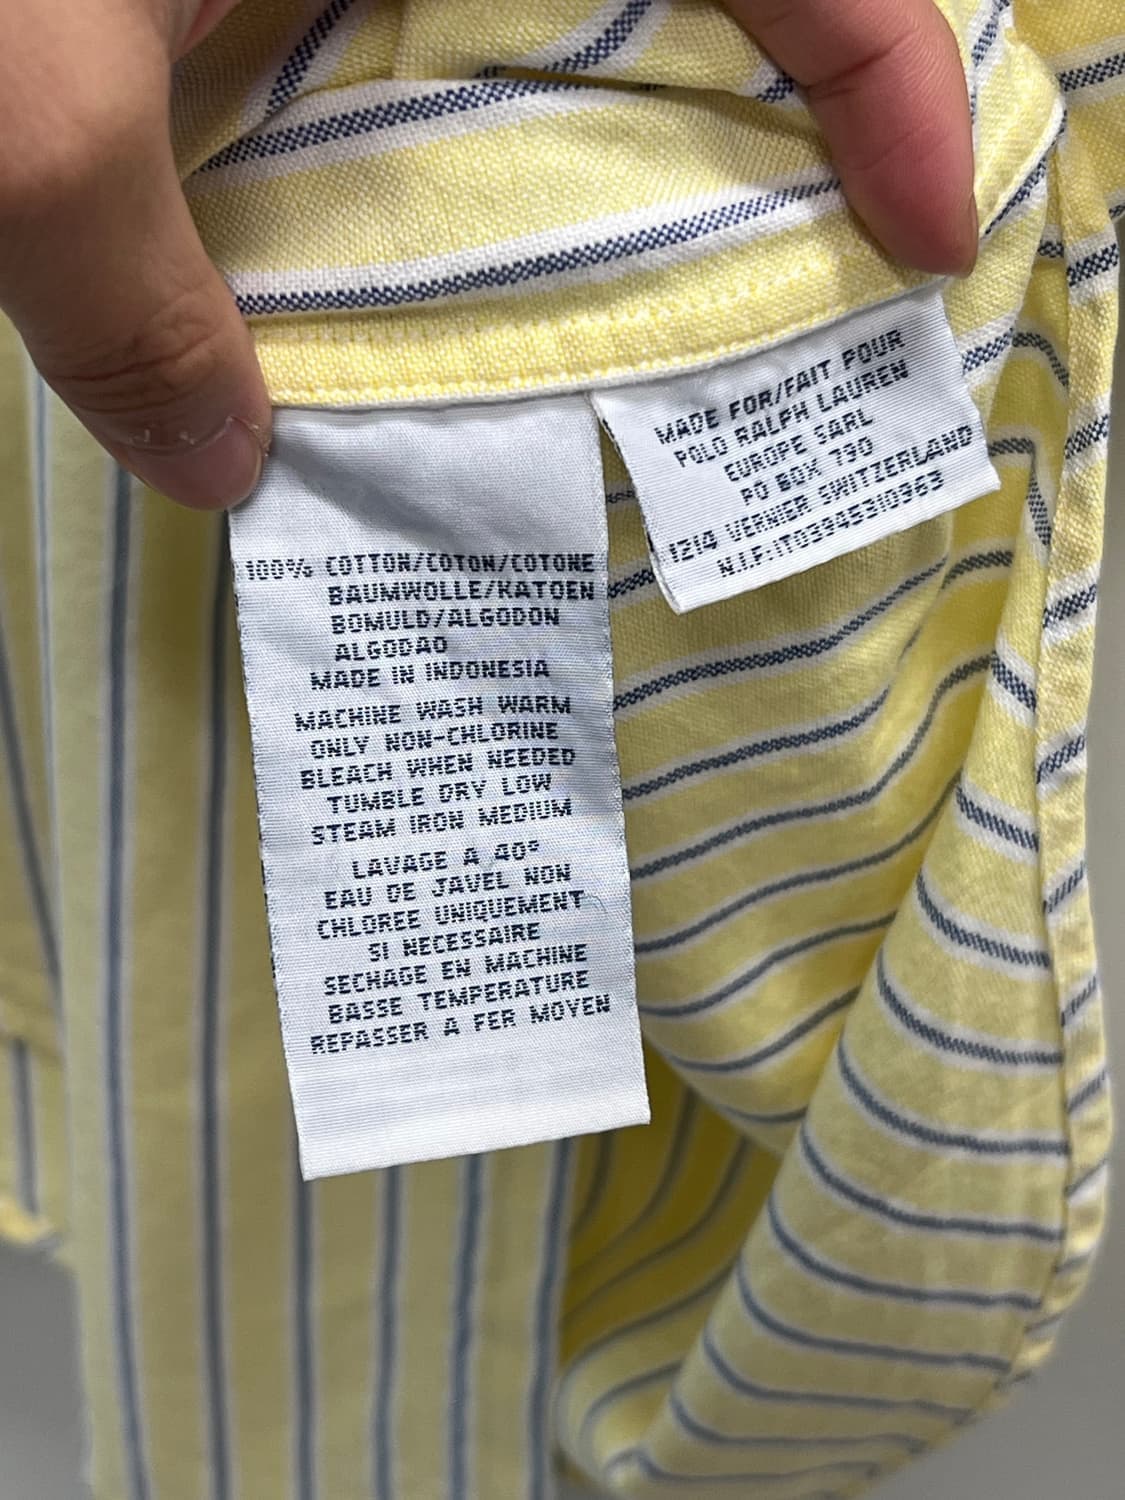 100% COTTON/COTON/COTONE
BAUMWOLLE/KATOEN
BOMULD/ALGODON
ALGODAO
MADE IN INDONESIA
MACHINE WASH WARM
ONLY NON-CHLORINE
BLEACH WHEN NEEDED
TUMBLE DRY LOW
STEAM IRON MEDIUM
LAVAGE A 40°
EAU DE JAVEL NON
CHLOREE UNIQUEMENT
SI NECESSAIRE
SECHAGE EN MACHINE
BASSE TEMPERATURE
REPASSER A FER MOYEN
MADE FOR/FAIT POUR
POLO RALPH LAUREN
EUROPE SARL
PO BOX 790
1214 VERNIER SWITZERLAND
N.I.F:IT03945310963